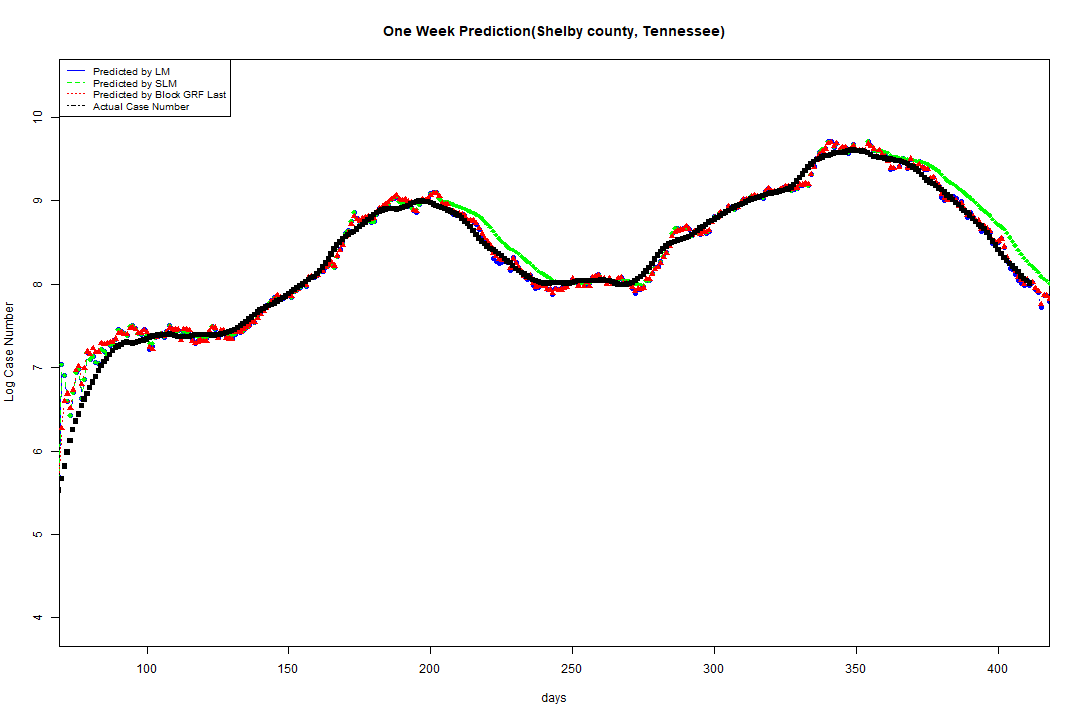 One Week Prediction(Shelby county, Tennessee)
Predicted by LM
Predicted by SLM
Predicted by Block GRF Last
Actual Case Number
10
9
8
7
6
5
4
Log Case Number
100 150 200 250 300 350 400
days